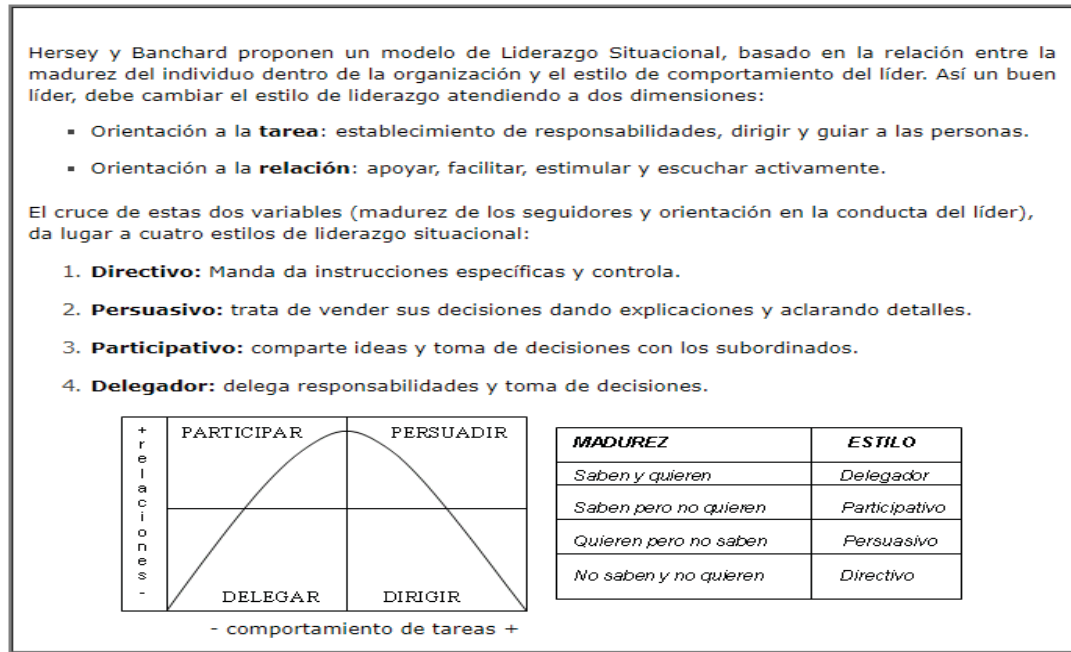 Hersey y Banchard proponen un modelo de Liderazgo Situacional, basado en la relación entre la
madurez del individuo dentro de la organización y el estilo de comportamiento del líder. Así un buen
líder, debe cambiar el estilo de liderazgo atendiendo a dos dimensiones:
▪ Orientación a la tarea: establecimiento de responsabilidades, dirigir y guiar a las personas.
▪ Orientación a la relación: apoyar, facilitar, estimular y escuchar activamente.
El cruce de estas dos variables (madurez de los seguidores y orientación en la conducta del líder),
da lugar a cuatro estilos de liderazgo situacional:
1. Directivo: Manda da instrucciones específicas y controla.
2. Persuasivo: trata de vender sus decisiones dando explicaciones y aclarando detalles.
3. Participativo: comparte ideas y toma de decisiones con los subordinados.
4. Delegador: delega responsabilidades y toma de decisiones.
+ relaciones -
PARTICIPAR PERSUADIR
DELEGAR DIRIGIR
- comportamiento de tareas +
MADUREZ ESTILO
Saben y quieren Delegador
Saben pero no quieren Participativo
Quieren pero no saben Persuasivo
No saben y no quieren Directivo